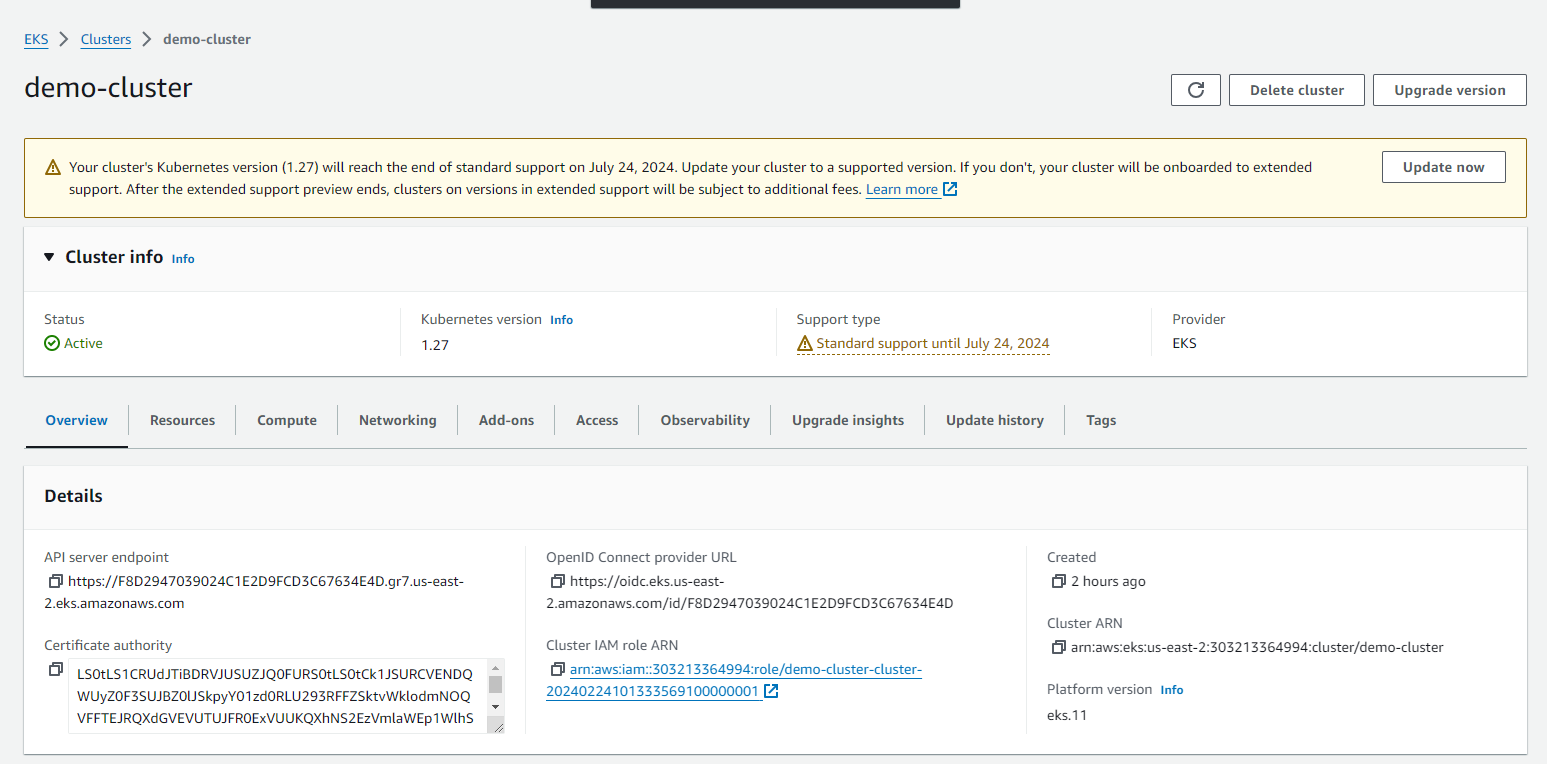 EKS > Clusters > demo-cluster
demo-cluster
Delete cluster
Upgrade version
Your cluster's Kubernetes version (1.27) will reach the end of standard support on July 24, 2024. Update your cluster to a supported version. If you don't, your cluster will be onboarded to extended
support. After the extended support preview ends, clusters on versions in extended support will be subject to additional fees. Learn more
Update now
Cluster info Info
Status
Active
Kubernetes version Info
1.27
Support type
Standard support until July 24, 2024
Provider
EKS
Overview
Resources
Compute
Networking
Add-ons
Access
Observability
Upgrade insights
Update history
Tags
Details
API server endpoint
https://F8D2947039024C1E2D9FCD3C67634E4D.gr7.us-east-
2.eks.amazonaws.com
Certificate authority
LS0tLS1CRUdJTiBDRVJUSUZJQ0FURS0tLS0tCk1JSURCVENDQ
WUyZ0F3SUJBZ0lJSkpyY01zd0RLU293RFFZSktvWklodmNOQ
VFFTEJRQXdGVEVUTUJFR0ExVUUKQXhNS2EzVmlaWEp1WlhS
OpenID Connect provider URL
https://oidc.eks.us-east-
2.amazonaws.com/id/F8D2947039024C1E2D9FCD3C67634E4D
Cluster IAM role ARN
arn:aws:iam::303213364994:role/demo-cluster-cluster-
20240224101333569100000001
Created
2 hours ago
Cluster ARN
arn:aws:eks:us-east-2:303213364994:cluster/demo-cluster
Platform version Info
eks.11